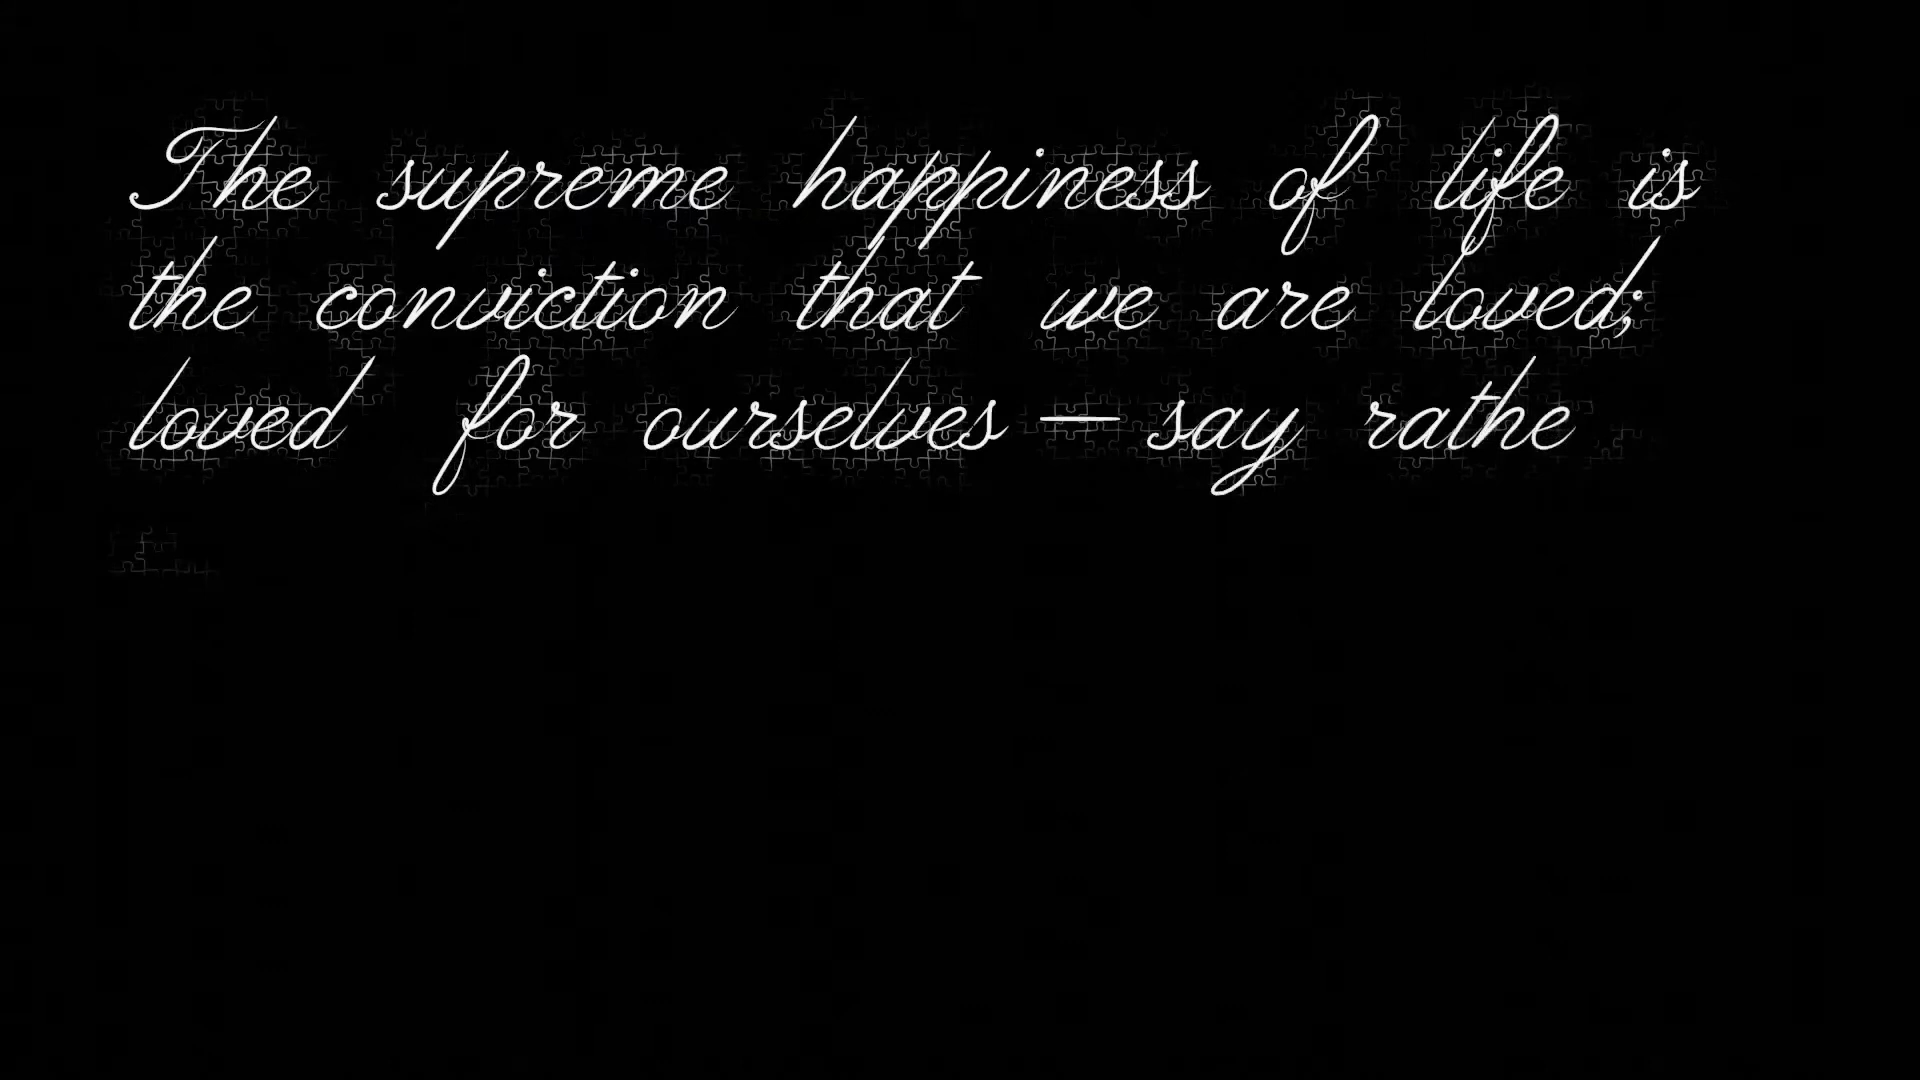 The supreme happiness of life is
the conviction that we are loved;
loved for ourselves — say rathe